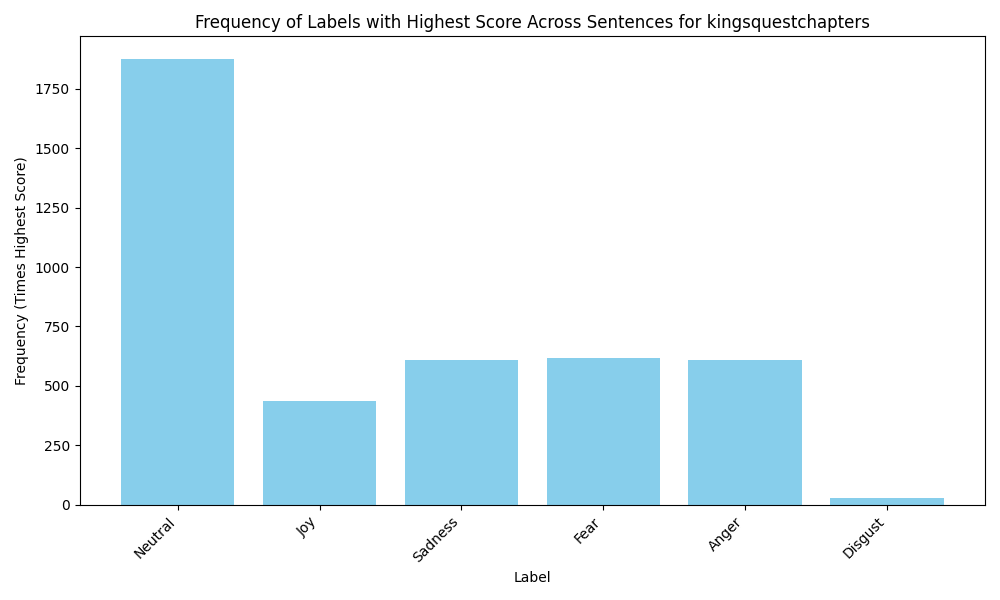 Frequency of Labels with Highest Score Across Sentences for kingsquestchapters
Frequency (Times Highest Score)
1750
1500
1250
1000
750
500
250
0
Neutral
Joy
Sadness
Fear
Anger
Disgust
Label